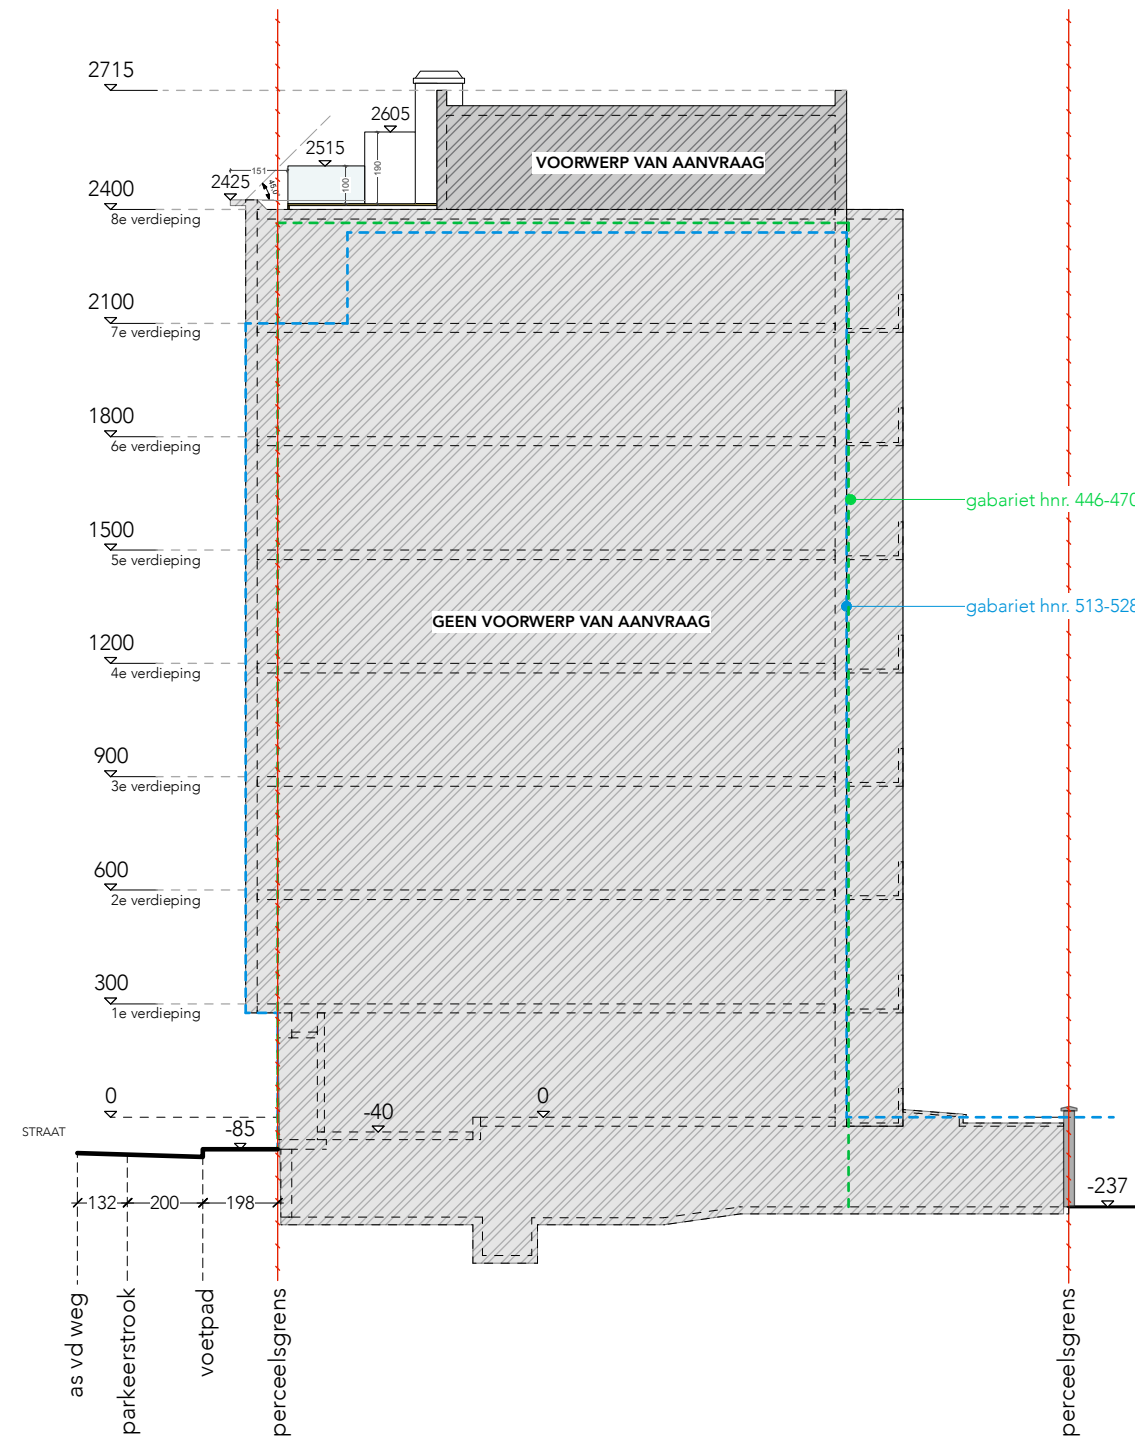 2715
2605
VOORWERP VAN AANVRAAG
2515
151
190
100
45,0
2425
2400
8e verdieping
2100
7e verdieping
1800
6e verdieping
gabariet hnr. 446-470
1500
5e verdieping
gabariet hnr. 513-528
GEEN VOORWERP VAN AANVRAAG
1200
4e verdieping
900
3e verdieping
600
2e verdieping
300
1e verdieping
0
0
-40
STRAAT
-85
-237
132
200
198
as vd weg
parkeerstrook
voetpad
perceelsgrens
perceelsgrens